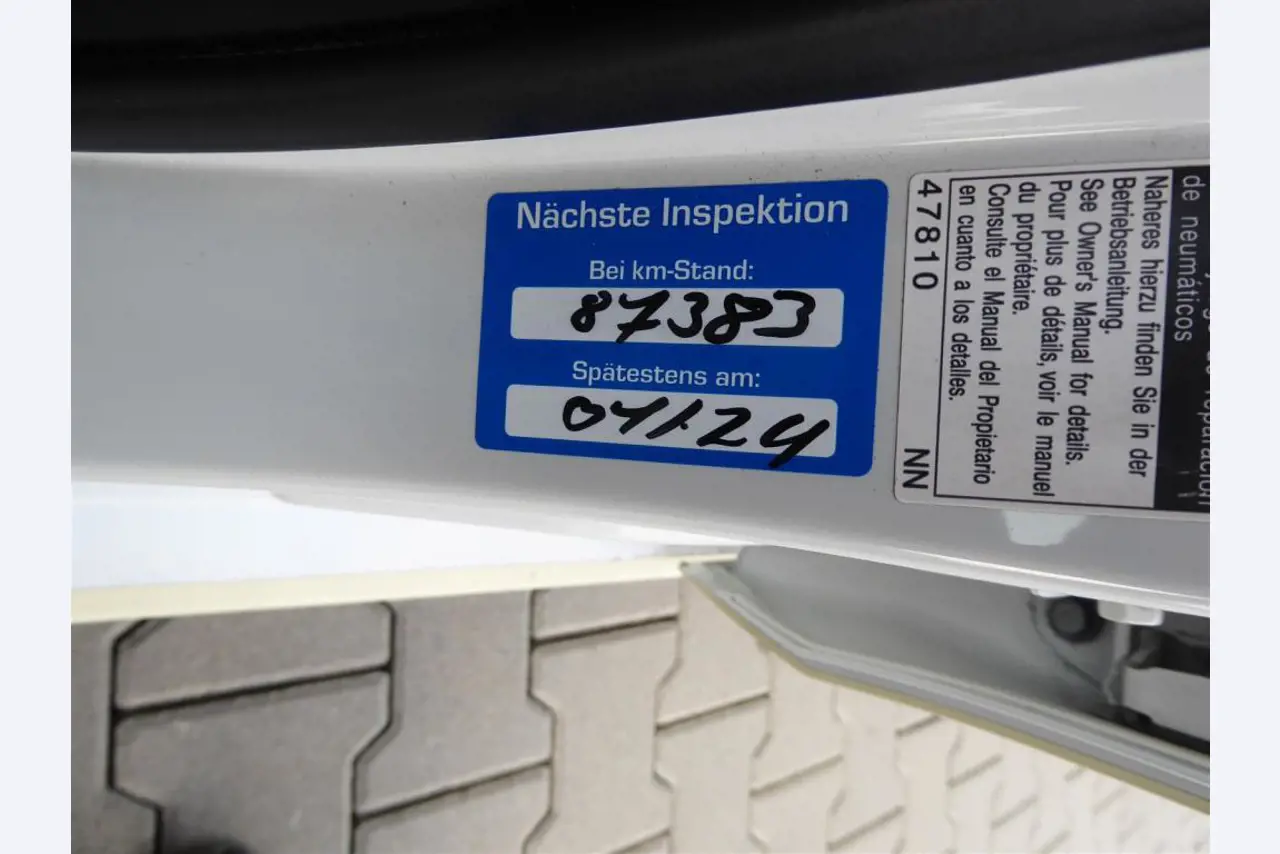 Nächste Inspektion
Bei km-Stand:
87383
Spätestens am:
04/24
de neumáticos
Naheres hierzu finden Sie in der
Betriebsanleitung.
See Owner's Manual for details.
Pour plus de détails, voir le manuel
du propriétaire.
Consulte el Manual del Propietario
en cuanto a los detalles.
47810 NN